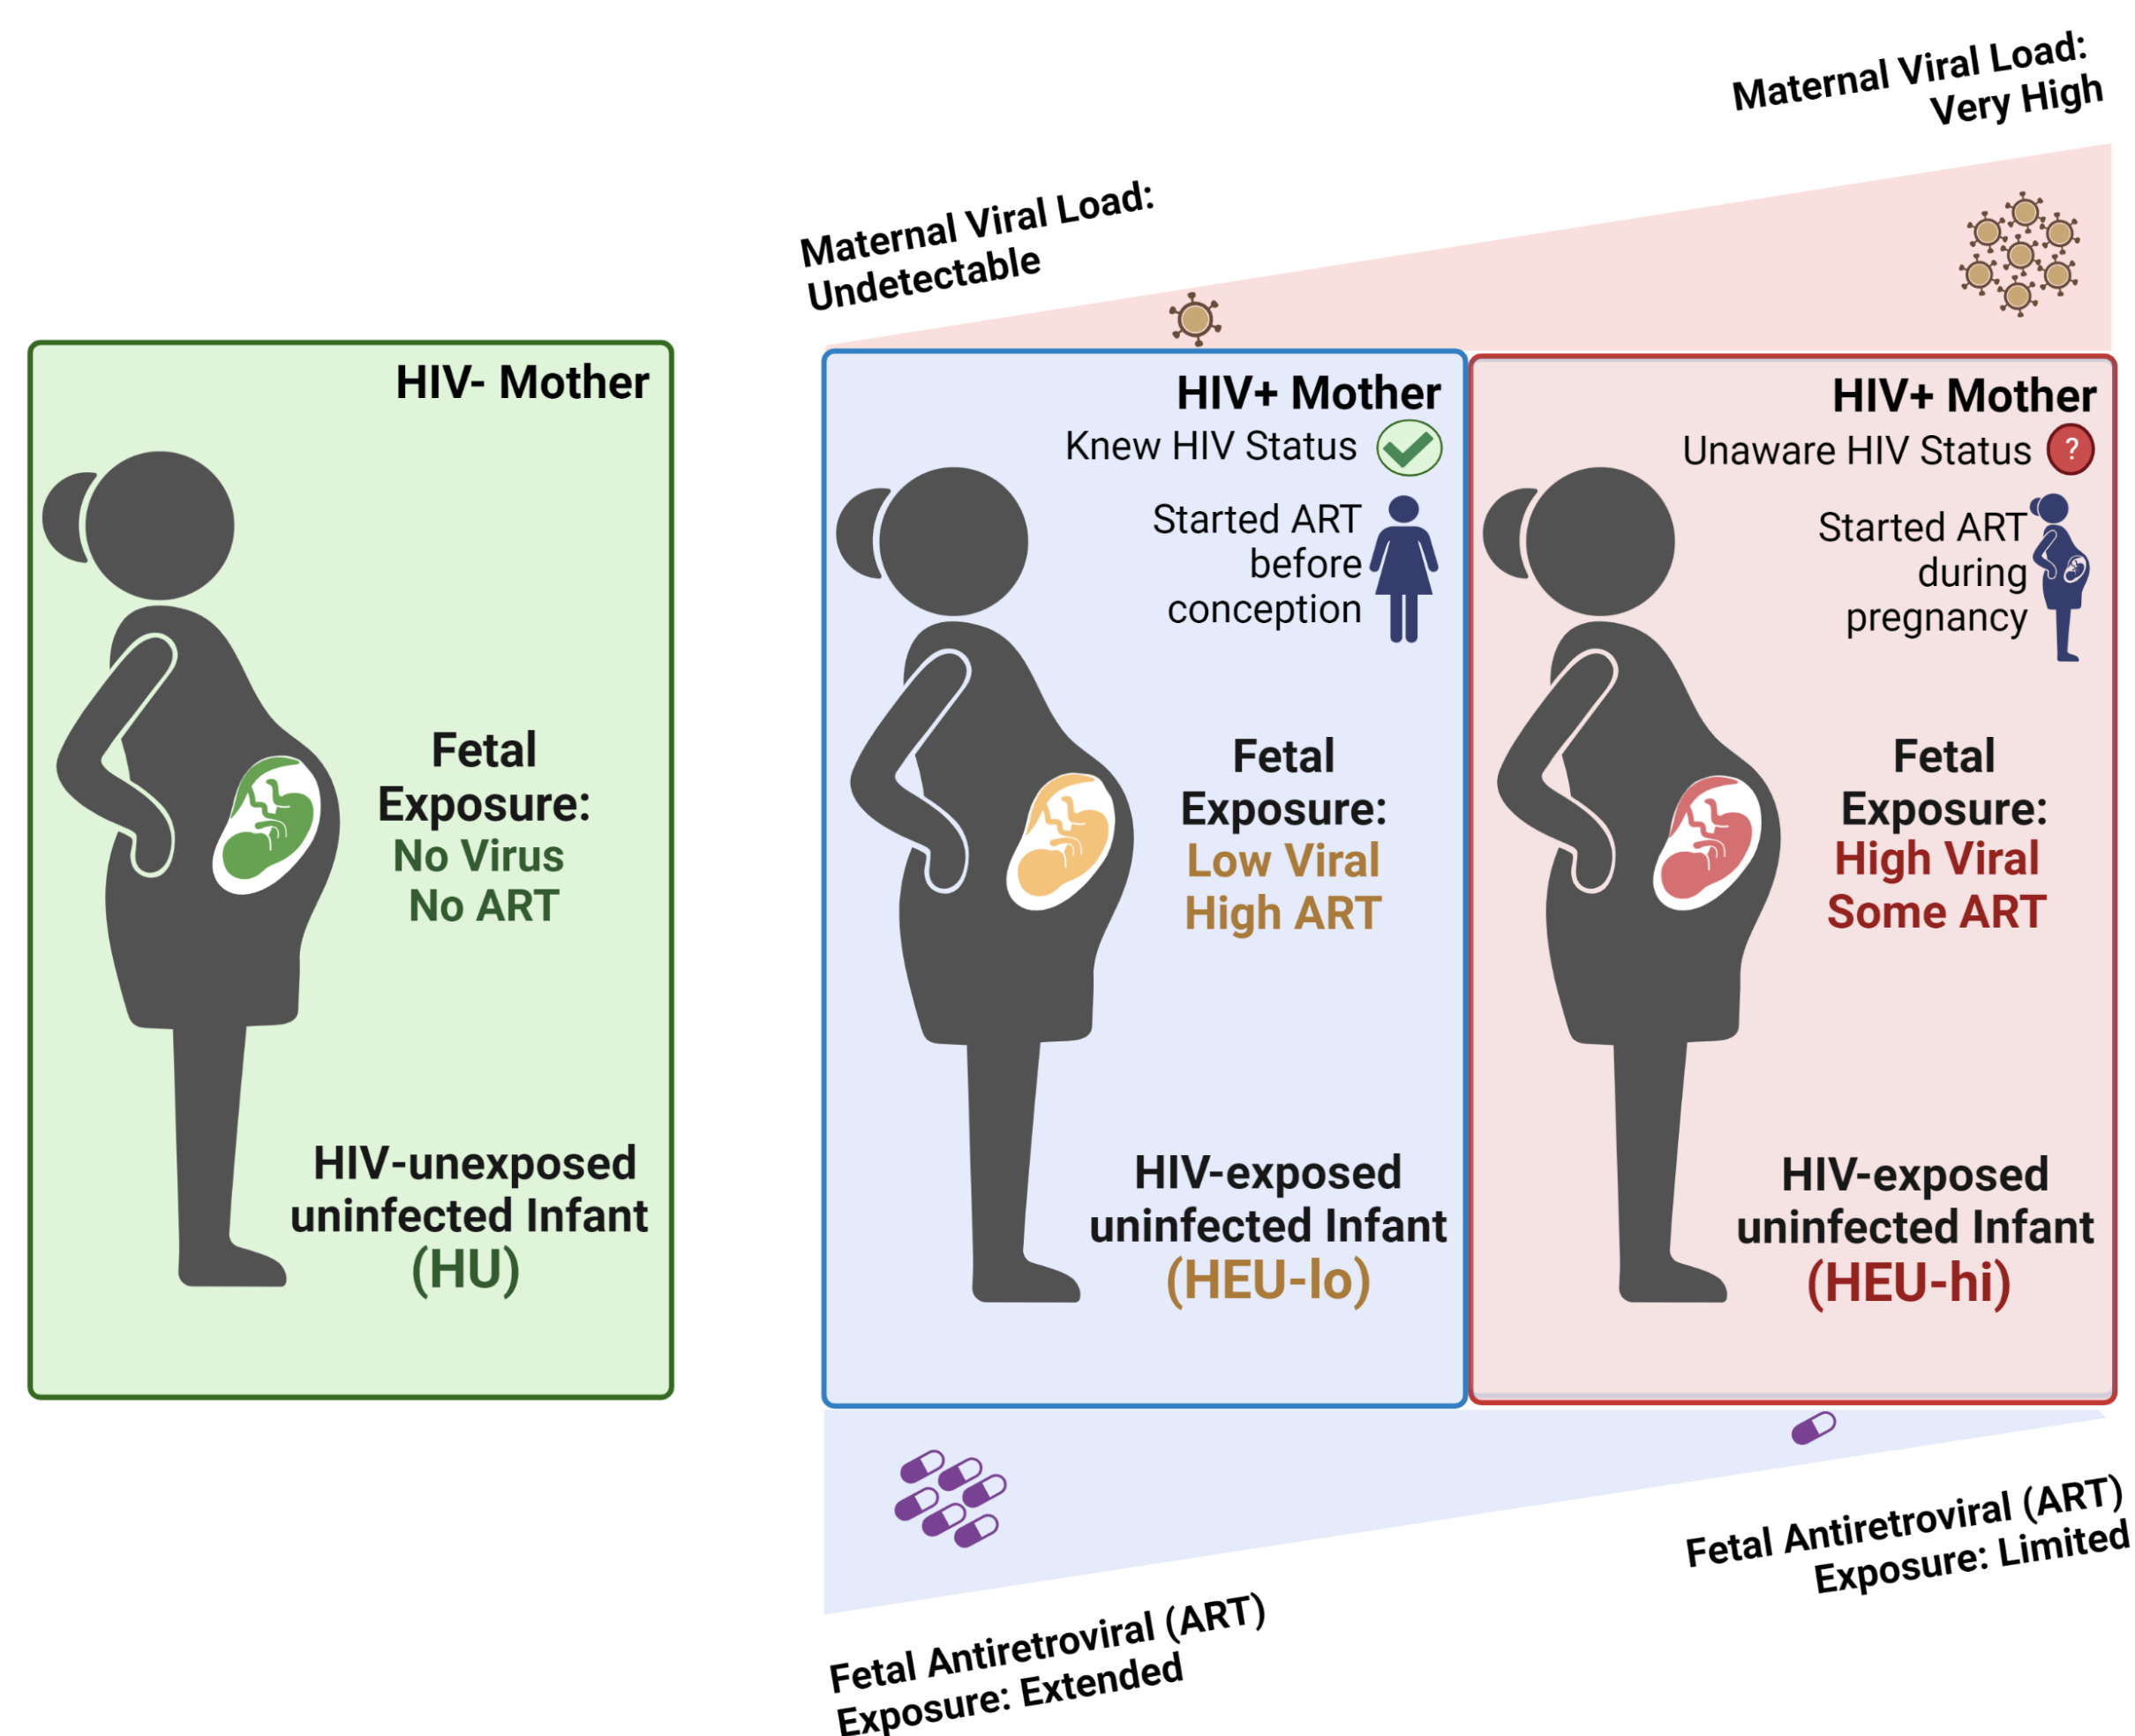 Maternal Viral Load:
Very High
Maternal Viral Load:
Undetectable
HIV- Mother
Fetal
Exposure:
No Virus
No ART
HIV-unexposed
uninfected Infant
(HU)
HIV+ Mother
Knew HIV Status
Started ART
before
conception
Fetal
Exposure:
Low Viral
High ART
HIV-exposed
uninfected Infant
(HEU-lo)
HIV+ Mother
Unaware HIV Status ?
Started ART
during
pregnancy
Fetal
Exposure:
High Viral
Some ART
HIV-exposed
uninfected Infant
(HEU-hi)
Fetal Antiretroviral (ART)
Exposure: Extended
Fetal Antiretroviral (ART)
Exposure: Limited